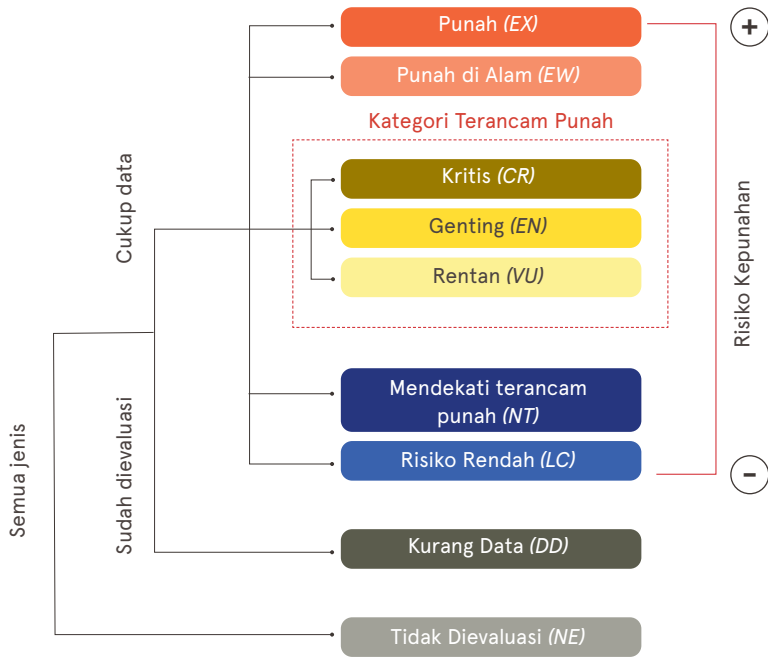 Punah (EX)
+
Punah di Alam (EW)
Kategori Terancam Punah
Kritis (CR)
Genting (EN)
Rentan (VU)
Cukup data
Risiko Kepunahan
Mendekati terancam
punah (NT)
Risiko Rendah (LC)
-
Semua jenis
Sudah dievaluasi
Kurang Data (DD)
Tidak Dievaluasi (NE)